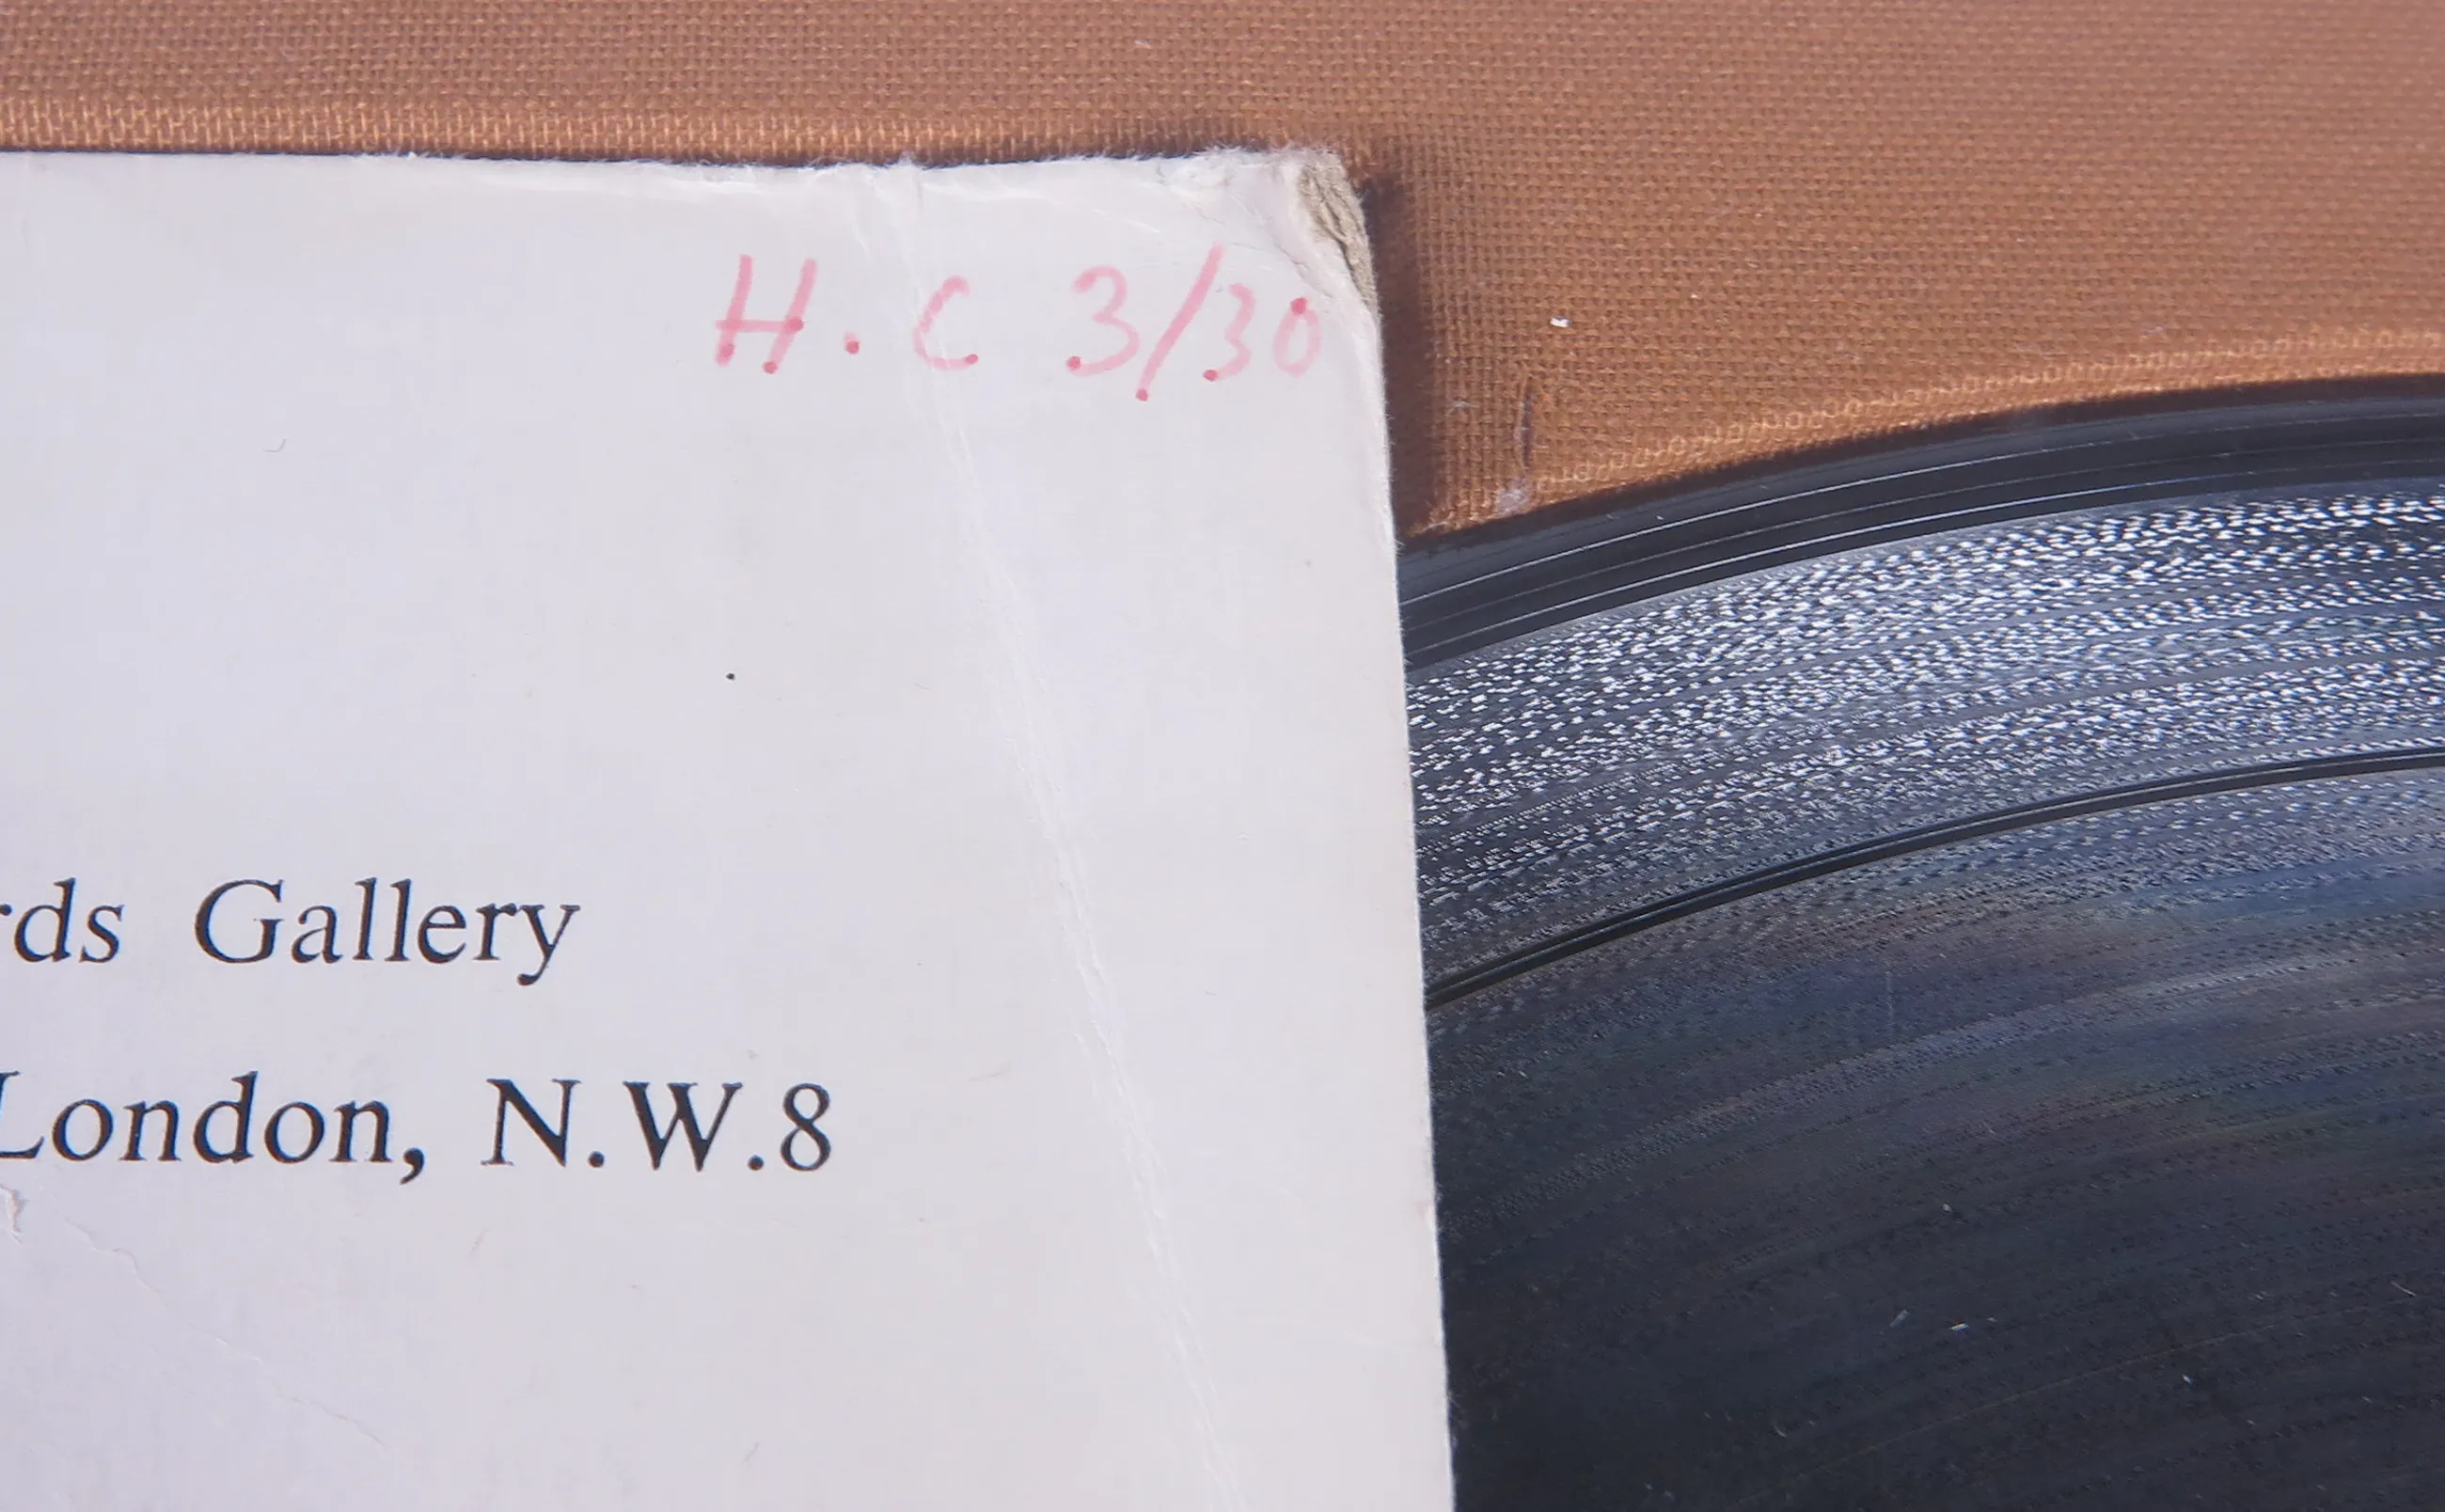 H. C 3/30
rds Gallery
London, N.W.8